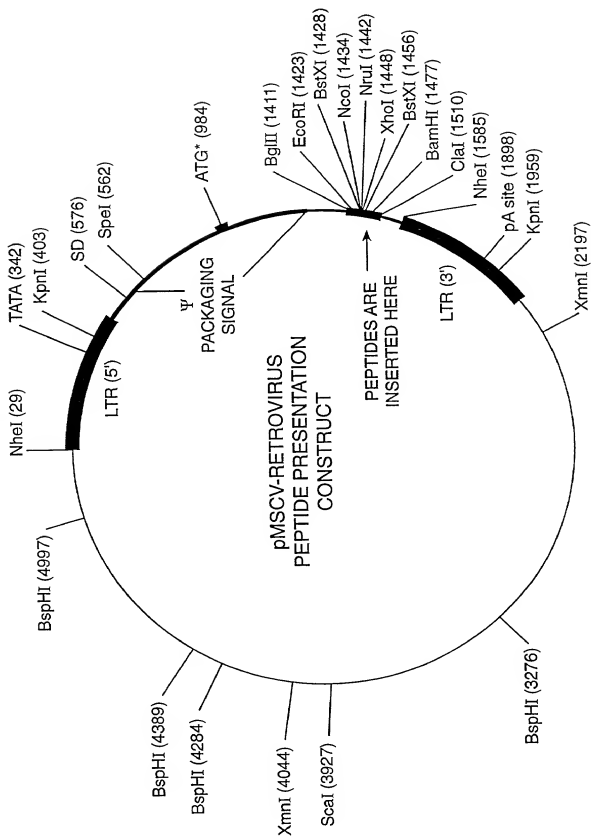 NheI (29)
TATA (342)
KpnI (403)
SD (576)
SpeI (562)
ATG* (984)
BglII (1411)
EcoRI (1423)
BstXI (1428)
NcoI (1434)
NruI (1442)
XhoI (1448)
BstXI (1456)
BamHI (1477)
ClaI (1510)
NheI (1585)
pA site (1898)
KpnI (1959)
XmnI (2197)
BspHI (3276)
ScaI (3927)
XmnI (4044)
BspHI (4284)
BspHI (4389)
BspHI (4997)
LTR (5')
Ψ
PACKAGING
SIGNAL
PEPTIDES ARE
INSERTED HERE
LTR (3')
pMSCV-RETROVIRUS
PEPTIDE PRESENTATION
CONSTRUCT